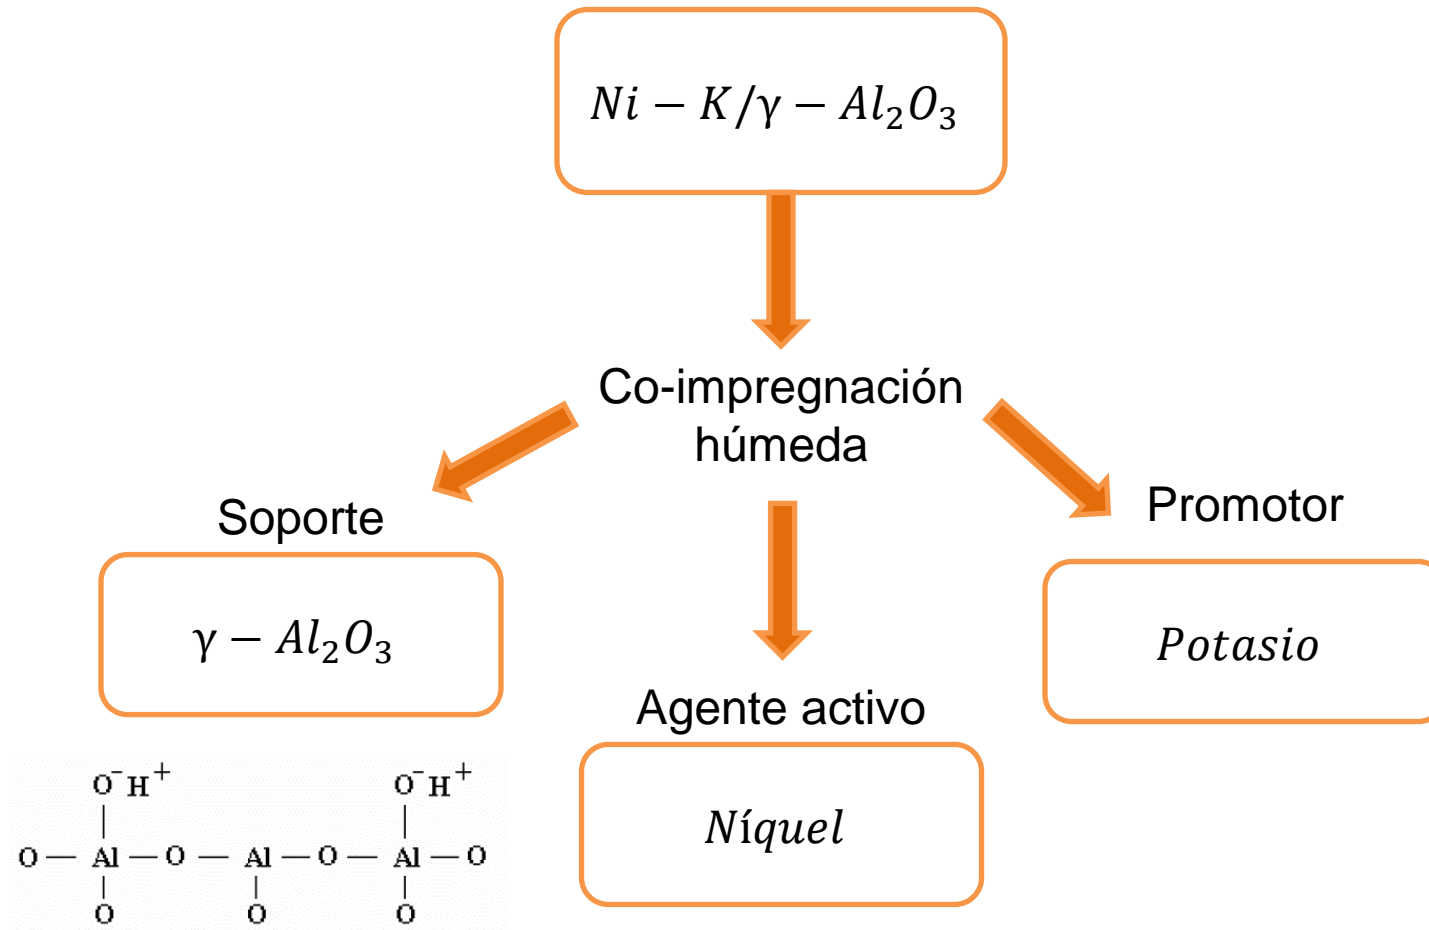 Ni − K/γ − Al₂O₃
Co-impregnación
húmeda
Soporte
γ − Al₂O₃
Promotor
Potasio
Agente activo
Níquel
O⁻H⁺ O⁻H⁺
| |
O — Al — O — Al — O — Al — O
| | |
O O O